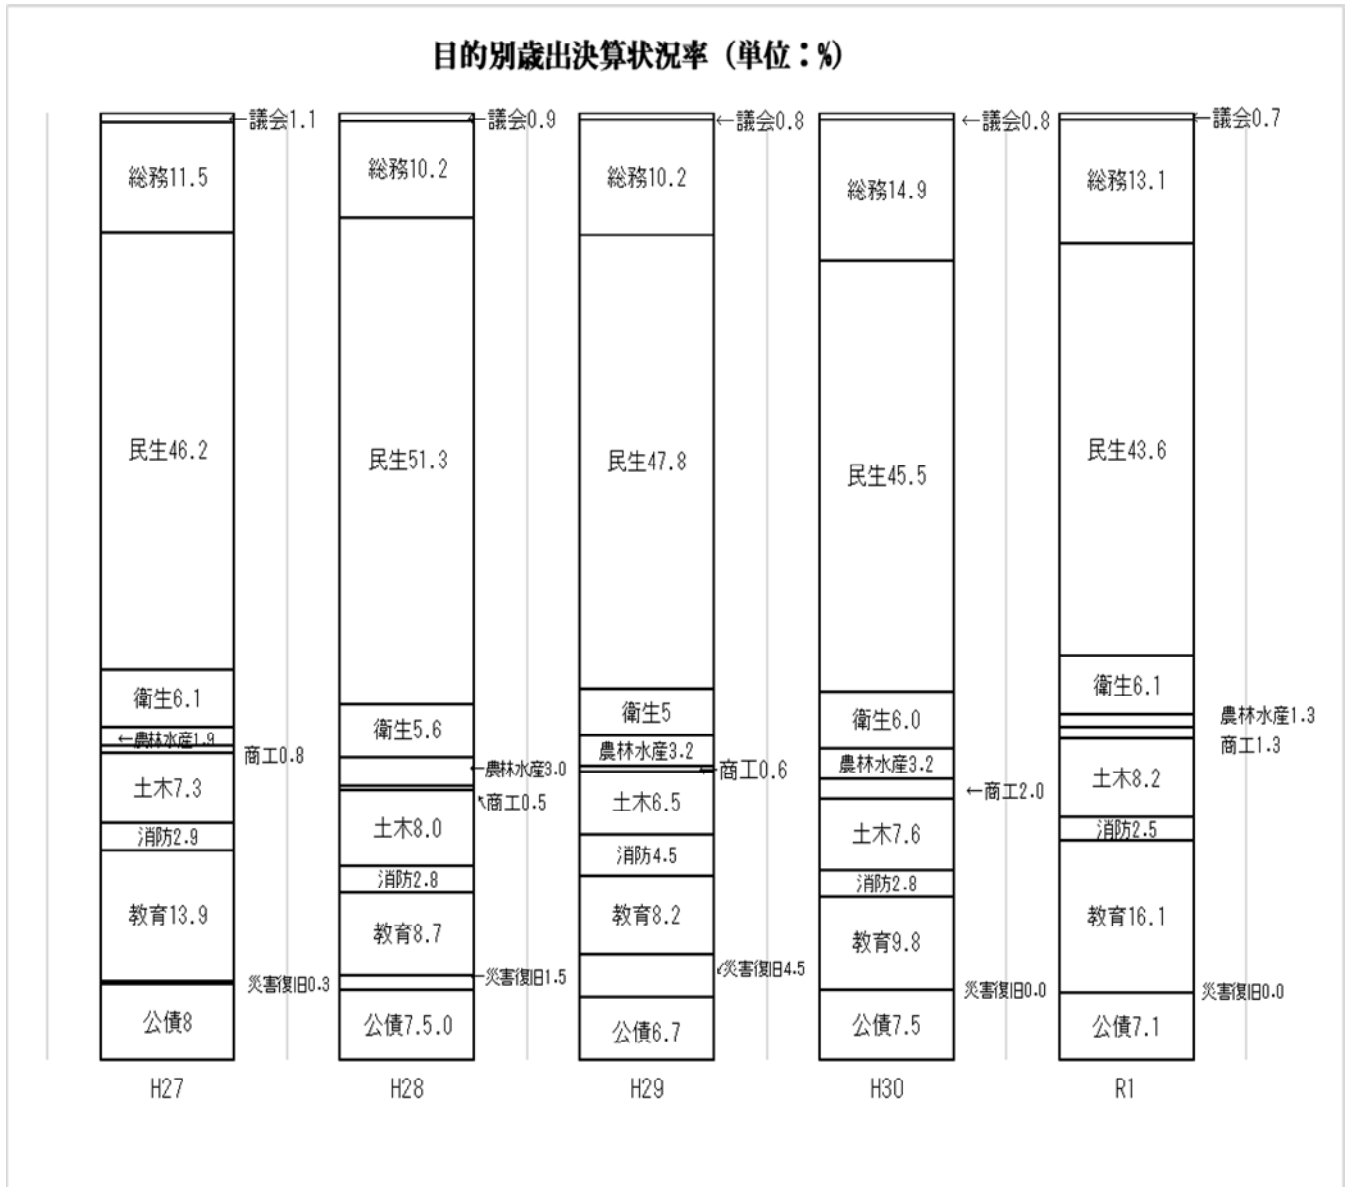 目的別歳出決算状況率（単位：%）
←議会1.1
総務11.5
民生46.2
衛生6.1
←農林水産1.9
商工0.8
土木7.3
消防2.9
教育13.9
災害復旧0.3
公債8
H27
←議会0.9
総務10.2
民生51.3
衛生5.6
←農林水産3.0
↖商工0.5
土木8.0
消防2.8
教育8.7
←災害復旧1.5
公債7.5.0
H28
←議会0.8
総務10.2
民生47.8
衛生5
農林水産3.2
←商工0.6
土木6.5
消防4.5
教育8.2
↙災害復旧4.5
公債6.7
H29
←議会0.8
総務14.9
民生45.5
衛生6.0
農林水産3.2
←商工2.0
土木7.6
消防2.8
教育9.8
災害復旧0.0
公債7.5
H30
←議会0.7
総務13.1
民生43.6
衛生6.1
農林水産1.3
商工1.3
土木8.2
消防2.5
教育16.1
災害復旧0.0
公債7.1
R1